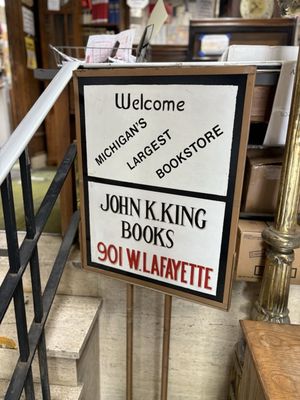 Welcome
MICHIGAN'S
LARGEST
BOOKSTORE
JOHN K.KING
BOOKS
901 W.LAFAYETTE